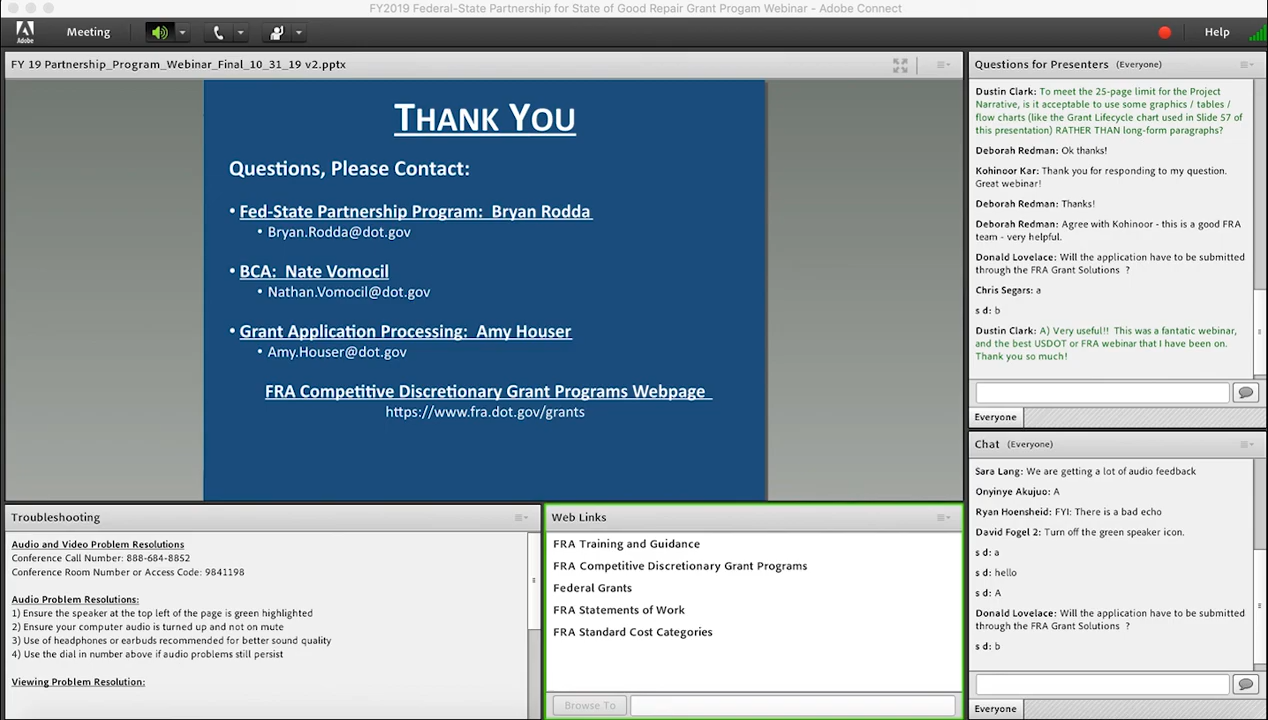 FY2019 Federal-State Partnership for State of Good Repair Grant Progam Webinar - Adobe Connect
Adobe
Meeting
Help
FY 19 Partnership_Program_Webinar_Final_10_31_19 v2.pptx
THANK YOU
Questions, Please Contact:
• Fed-State Partnership Program: Bryan Rodda
• Bryan.Rodda@dot.gov
• BCA: Nate Vomocil
• Nathan.Vomocil@dot.gov
• Grant Application Processing: Amy Houser
• Amy.Houser@dot.gov
FRA Competitive Discretionary Grant Programs Webpage
https://www.fra.dot.gov/grants
Questions for Presenters (Everyone)
Dustin Clark: To meet the 25-page limit for the Project
Narrative, is it acceptable to use some graphics / tables /
flow charts (like the Grant Lifecycle chart used in Slide 57 of
this presentation) RATHER THAN long-form paragraphs?
Deborah Redman: Ok thanks!
Kohinoor Kar: Thank you for responding to my question.
Great webinar!
Deborah Redman: Thanks!
Deborah Redman: Agree with Kohinoor - this is a good FRA
team - very helpful.
Donald Lovelace: Will the application have to be submitted
through the FRA Grant Solutions ?
Chris Segars: a
s d: b
Dustin Clark: A) Very useful!! This was a fantatic webinar,
and the best USDOT or FRA webinar that I have been on.
Thank you so much!
Everyone
Troubleshooting
Audio and Video Problem Resolutions
Conference Call Number: 888-684-8852
Conference Room Number or Access Code: 9841198
Audio Problem Resolutions:
1) Ensure the speaker at the top left of the page is green highlighted
2) Ensure your computer audio is turned up and not on mute
3) Use of headphones or earbuds recommended for better sound quality
4) Use the dial in number above if audio problems still persist
Viewing Problem Resolution:
Web Links
FRA Training and Guidance
FRA Competitive Discretionary Grant Programs
Federal Grants
FRA Statements of Work
FRA Standard Cost Categories
Browse To
Chat (Everyone)
Sara Lang: We are getting a lot of audio feedback
Onyinye Akujuo: A
Ryan Hoensheid: FYI: There is a bad echo
David Fogel 2: Turn off the green speaker icon.
s d: a
s d: hello
s d: A
Donald Lovelace: Will the application have to be submitted
through the FRA Grant Solutions ?
s d: b
Everyone